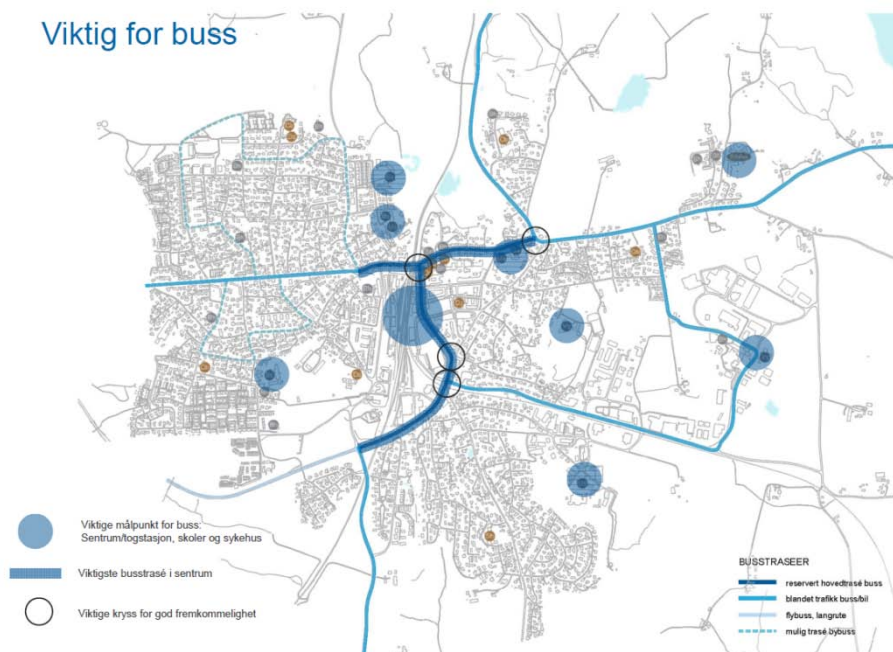 Viktig for buss
Viktige målpunkt for buss:
Sentrum/togstasjon, skoler og sykehus
Viktigste busstrasé i sentrum
Viktige kryss for god fremkommelighet
BUSSTRASEER
reservert hovedtrasé buss
blandet trafikk buss/bil
flybuss, langrute
mulig trasé bybuss